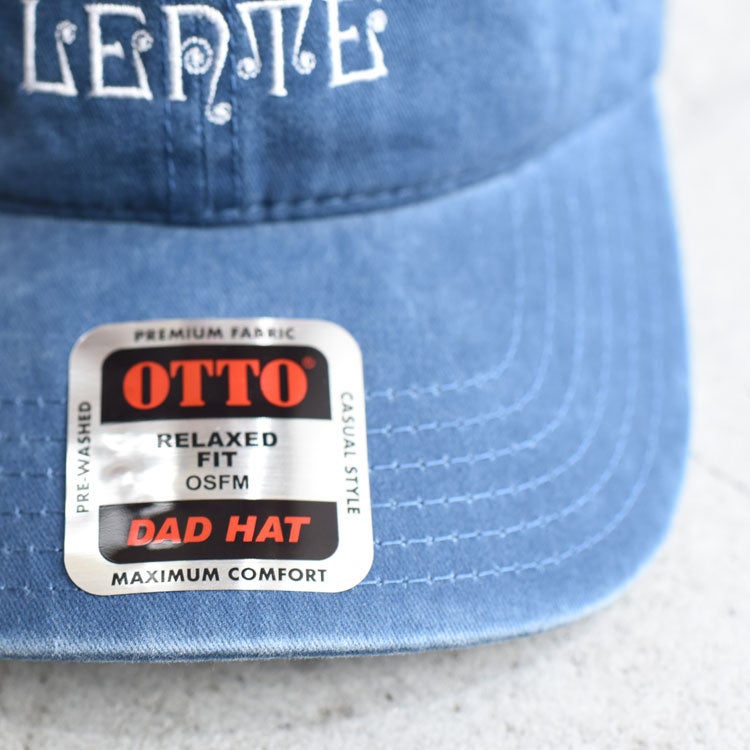 LENTE
PREMIUM FABRIC
OTTO®
PRE-WASHED
CASUAL STYLE
RELAXED
FIT
OSFM
DAD HAT
MAXIMUM COMFORT